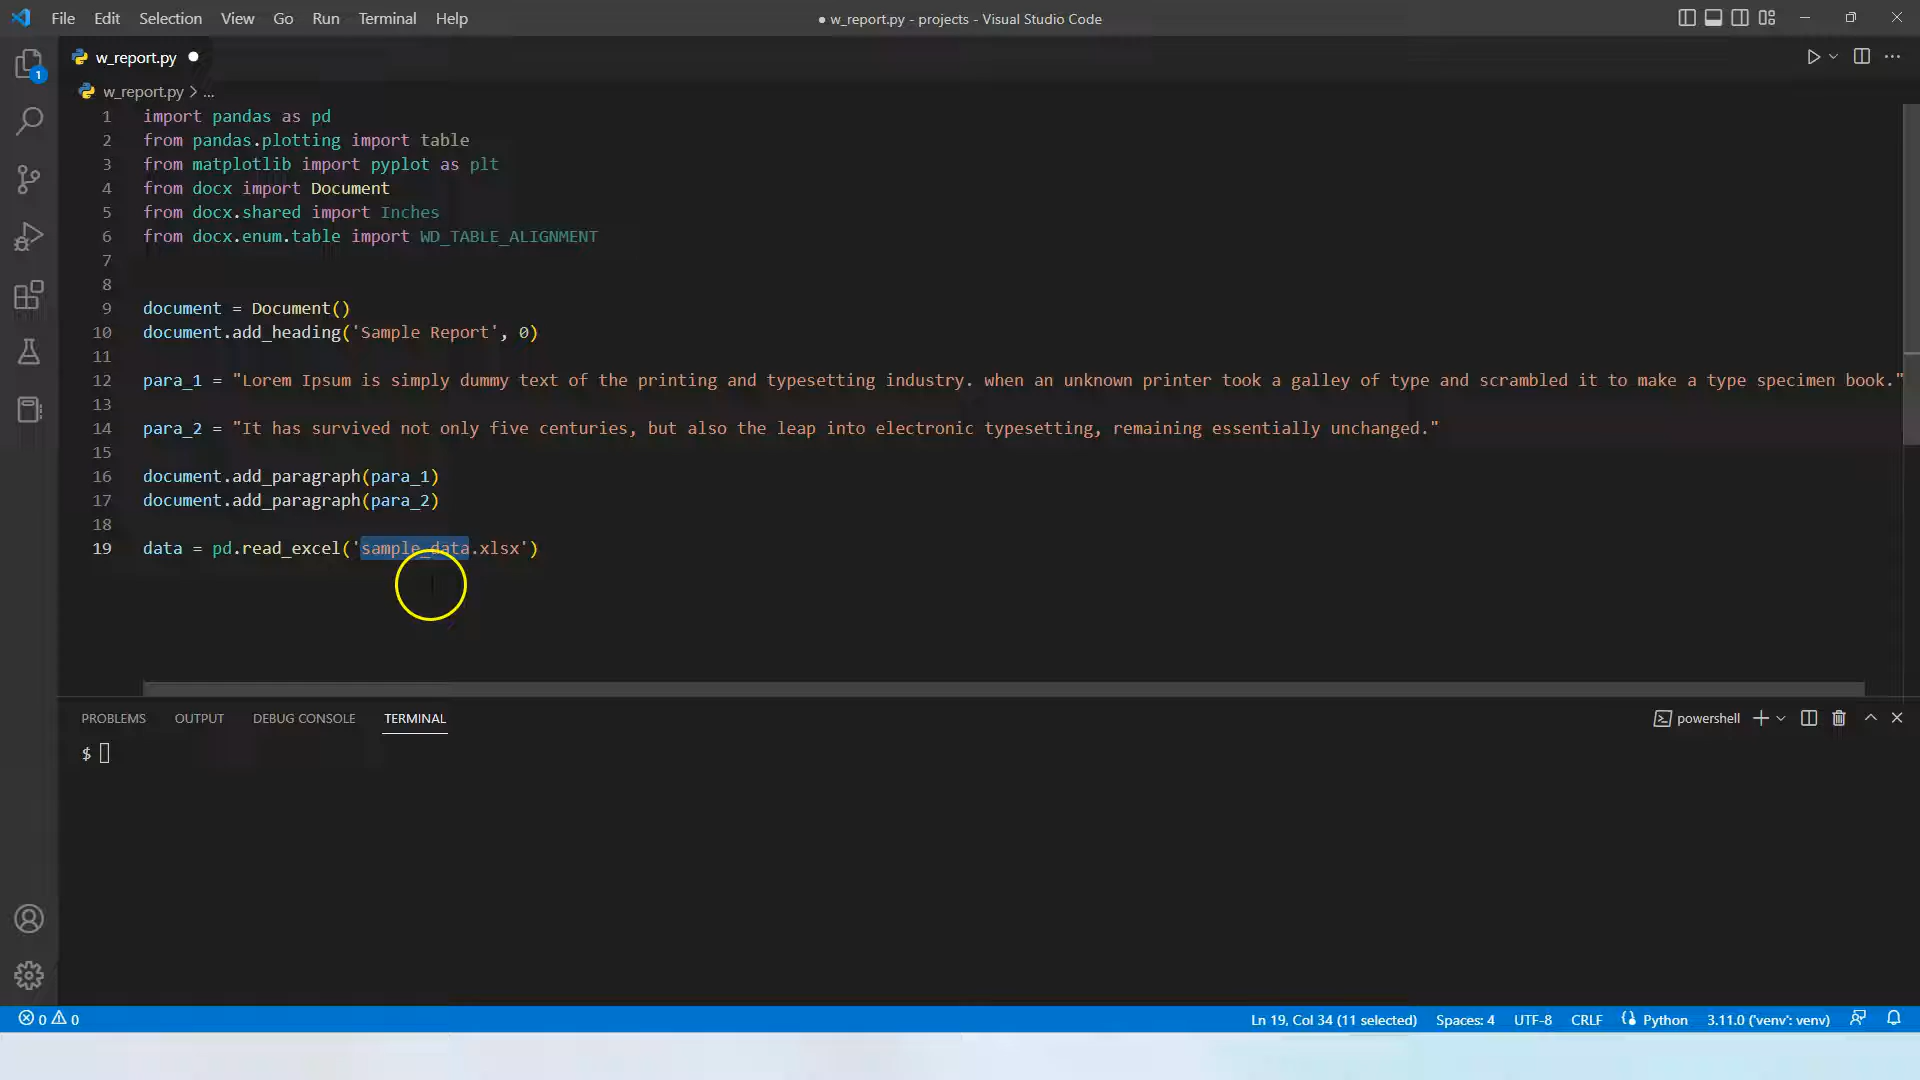 File Edit Selection View Go Run Terminal Help
● w_report.py - projects - Visual Studio Code
1
w_report.py ●
w_report.py > ...
1 import pandas as pd
2 from pandas.plotting import table
3 from matplotlib import pyplot as plt
4 from docx import Document
5 from docx.shared import Inches
6 from docx.enum.table import WD_TABLE_ALIGNMENT
7
8
9 document = Document()
10 document.add_heading('Sample Report', 0)
11
12 para_1 = "Lorem Ipsum is simply dummy text of the printing and typesetting industry. when an unknown printer took a galley of type and scrambled it to make a type specimen book."
13
14 para_2 = "It has survived not only five centuries, but also the leap into electronic typesetting, remaining essentially unchanged."
15
16 document.add_paragraph(para_1)
17 document.add_paragraph(para_2)
18
19 data = pd.read_excel('sample_data.xlsx')
PROBLEMS OUTPUT DEBUG CONSOLE TERMINAL
powershell
$
0 0
Ln 19, Col 34 (11 selected) Spaces: 4 UTF-8 CRLF Python 3.11.0 ('venv': venv)